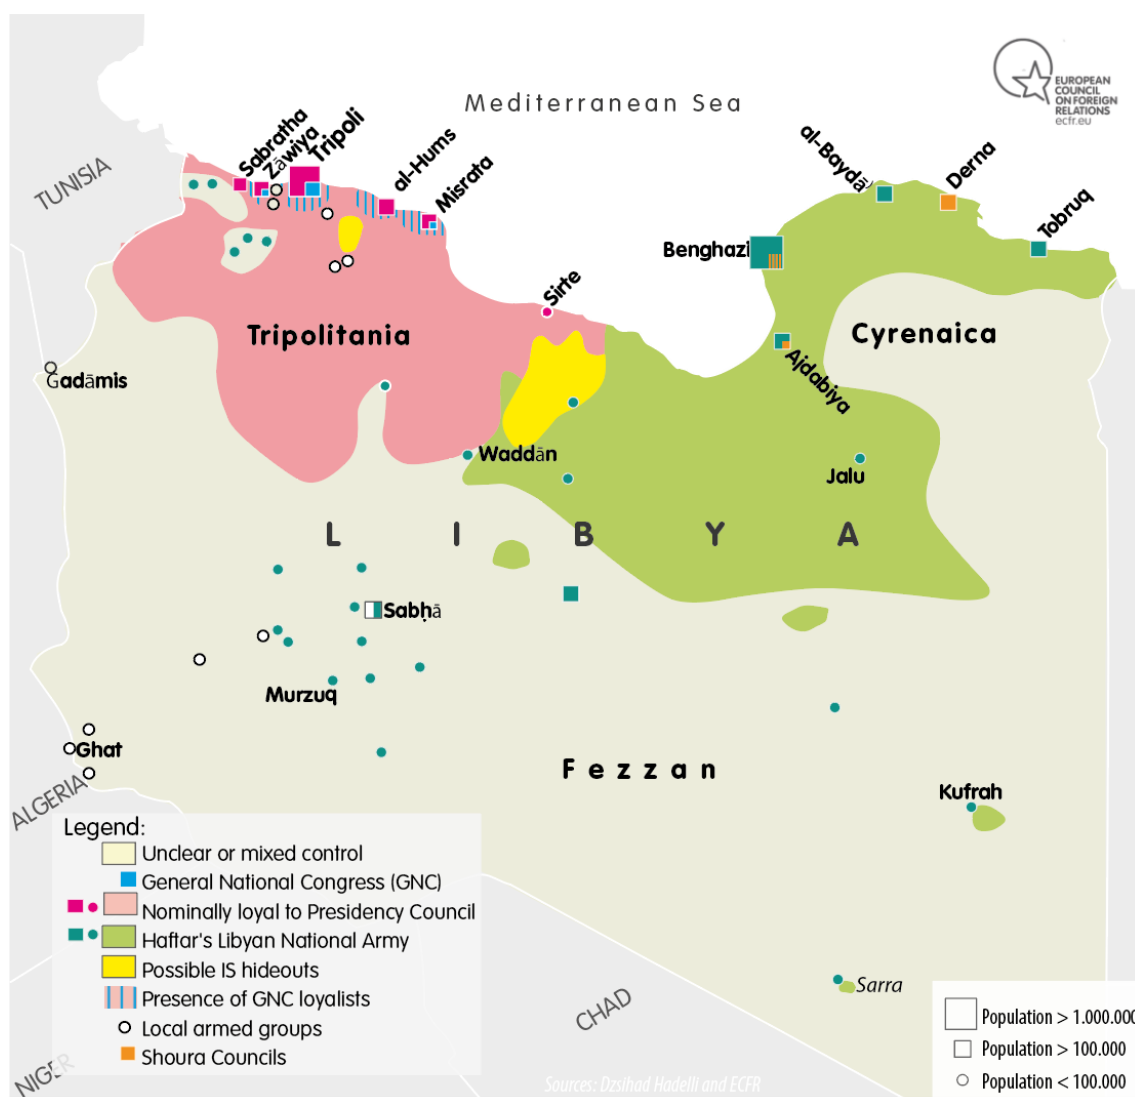 EUROPEAN
COUNCIL
ON FOREIGN
RELATIONS
ecfr.eu
Mediterranean Sea
TUNISIA
Sabratha
Zāwiya
Tripoli
al-Hums
Misrata
al-Baydā
Derna
Tobruq
Benghazi
Sirte
Tripolitania
Cyrenaica
Ġadāmis
Ajdabiya
Waddān
Jalu
L I B Y A
Sabḥā
Murzuq
Ghat
Fezzan
ALGERIA
Kufrah
Legend:
Unclear or mixed control
General National Congress (GNC)
Nominally loyal to Presidency Council
Haftar's Libyan National Army
Possible IS hideouts
Presence of GNC loyalists
Local armed groups
Shoura Councils
Sarra
CHAD
NIGER
Population > 1.000.000
Population > 100.000
Population < 100.000
Sources: Dzsihad Hadelli and ECFR